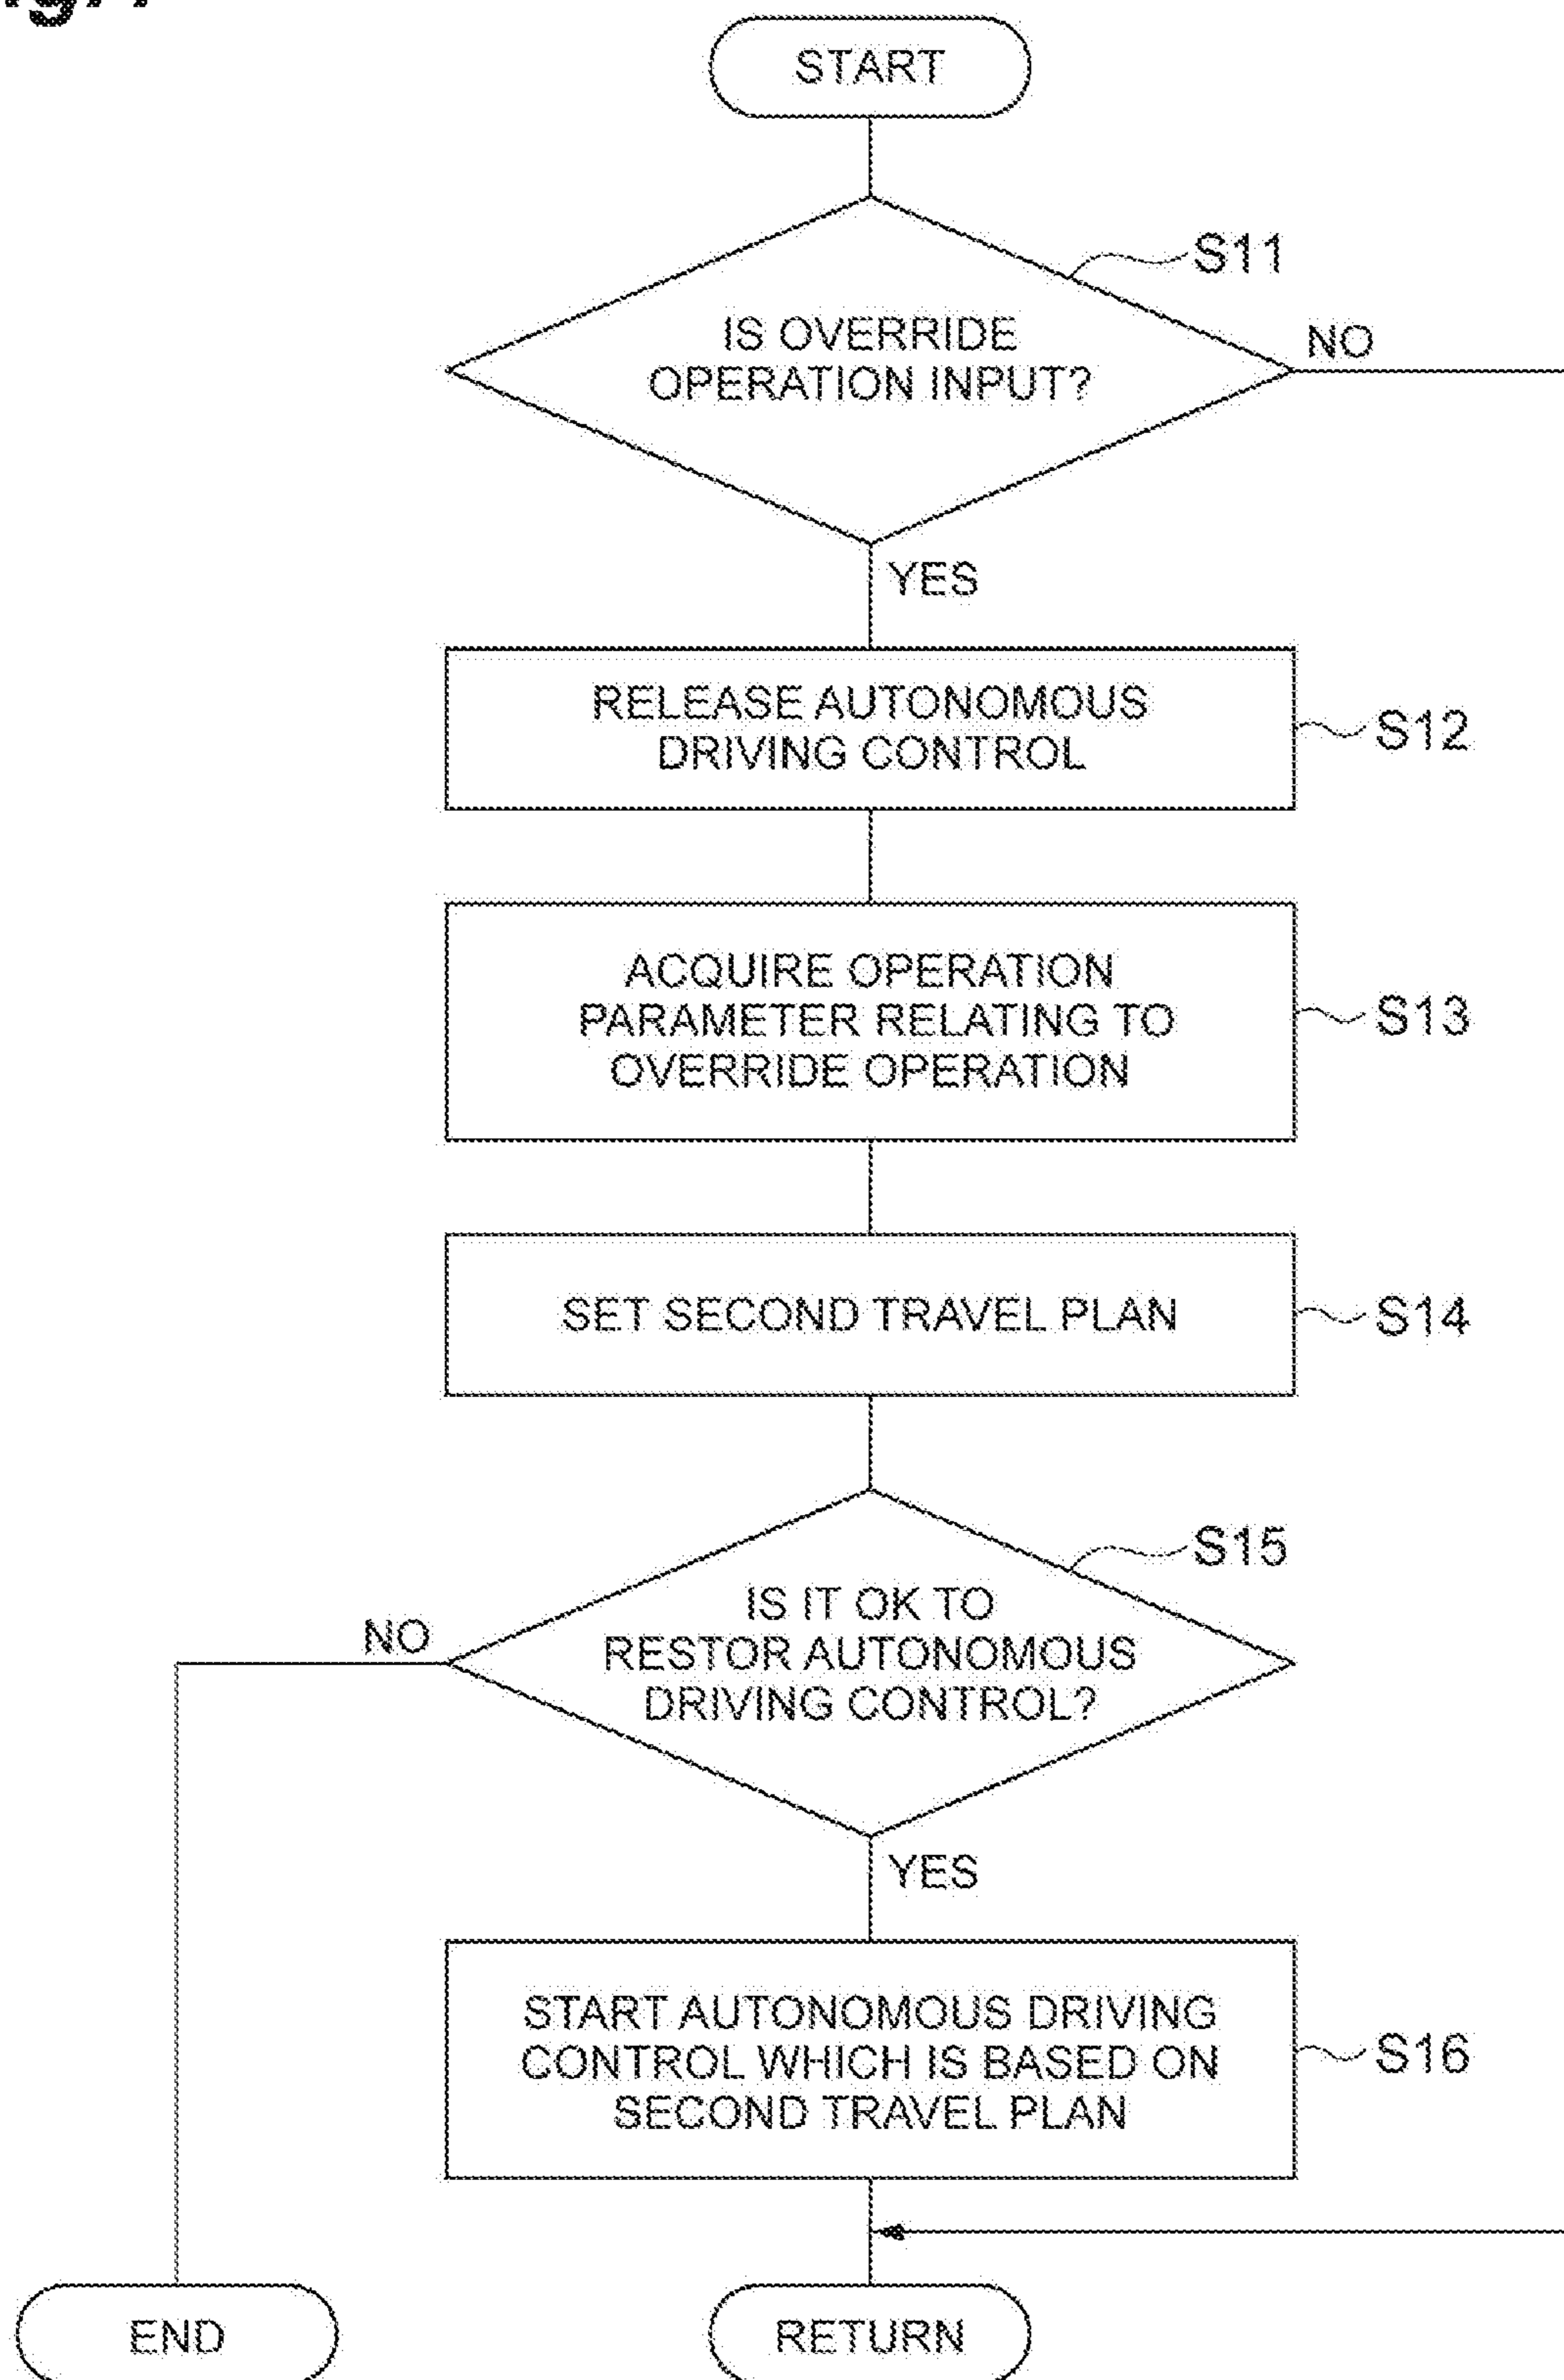 START
S11
IS OVERRIDE
OPERATION INPUT?
NO
YES
RELEASE AUTONOMOUS
DRIVING CONTROL
S12
ACQUIRE OPERATION
PARAMETER RELATING TO
OVERRIDE OPERATION
S13
SET SECOND TRAVEL PLAN
S14
S15
IS IT OK TO
RESTOR AUTONOMOUS
DRIVING CONTROL?
NO
YES
START AUTONOMOUS DRIVING
CONTROL WHICH IS BASED ON
SECOND TRAVEL PLAN
S16
END
RETURN